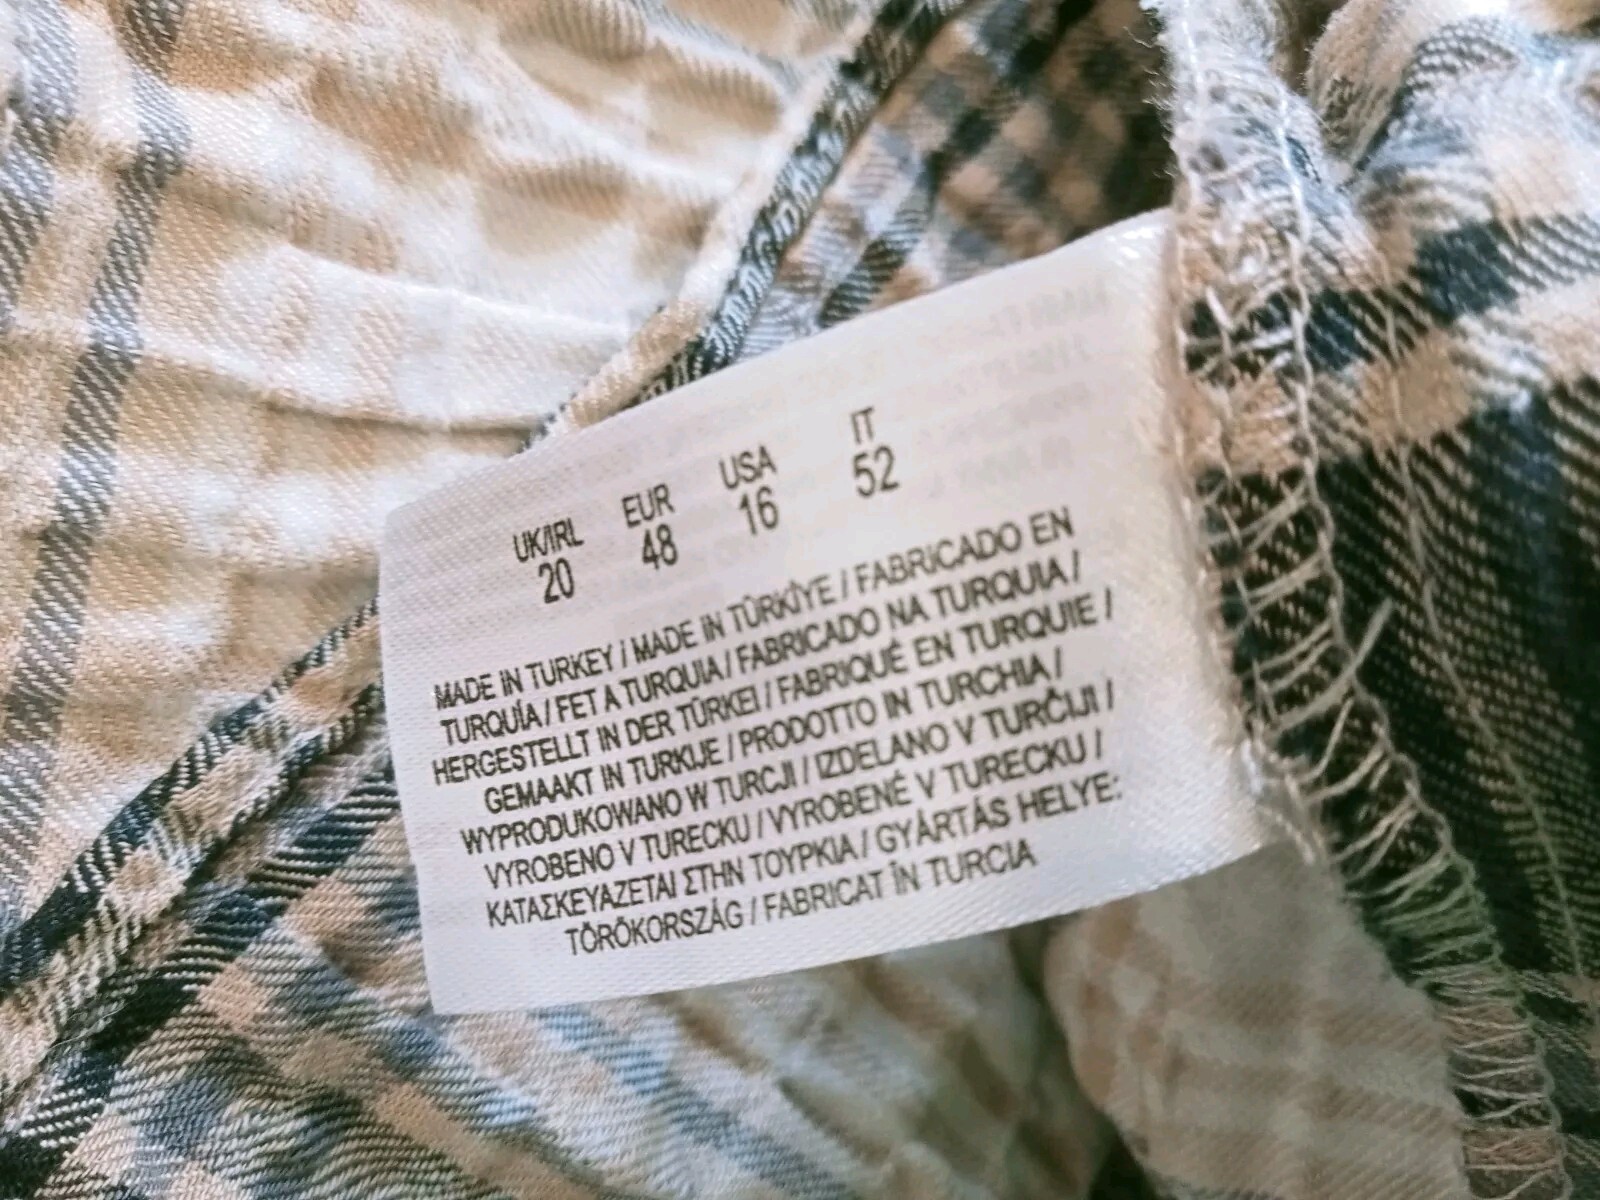 UK/IRL EUR USA IT
20 48 16 52
MADE IN TURKEY / MADE IN TÜRKİYE / FABRICADO EN
TURQUÍA / FET A TURQUIA / FABRICADO NA TURQUIA /
HERGESTELLT IN DER TÜRKEI / FABRIQUÉ EN TURQUIE /
GEMAAKT IN TURKIJE / PRODOTTO IN TURCHIA /
WYPRODUKOWANO W TURCJI / IZDELANO V TURČIJI /
VYROBENO V TURECKU / VYROBENÉ V TURECKU /
ΚΑΤΑΣΚΕΥΑΖΕΤΑΙ ΣΤΗΝ ΤΟΥΡΚΙΑ / GYÁRTÁS HELYE:
TÖRÖKORSZÁG / FABRICAT ÎN TURCIA